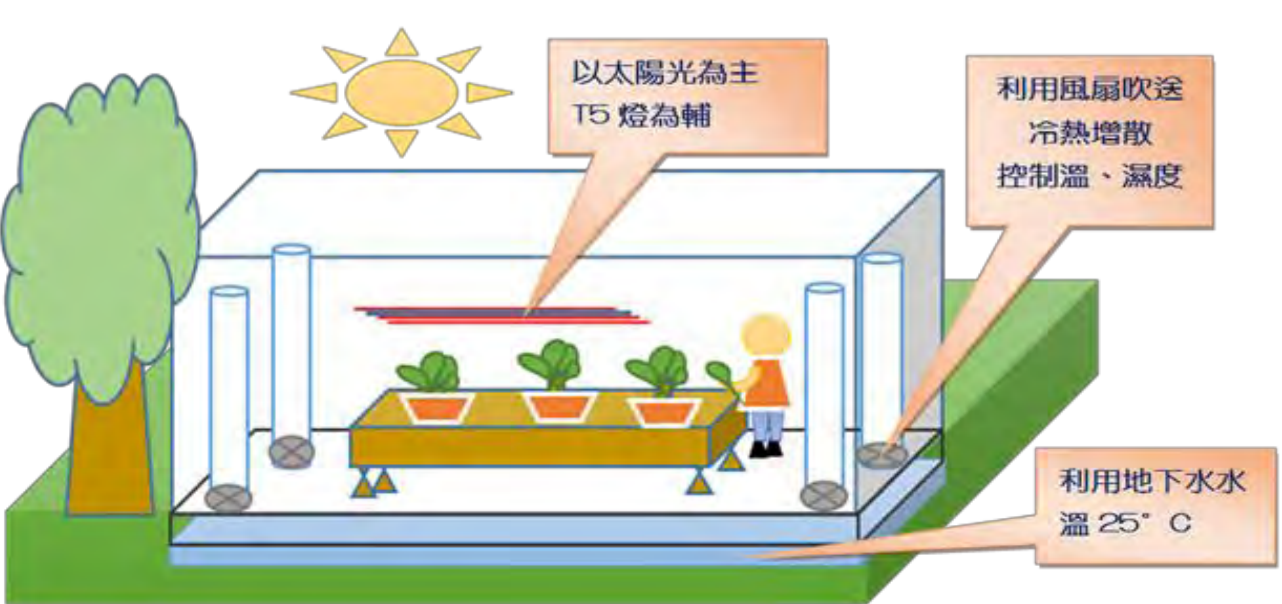 以太陽光為主
T5 燈為輔
利用風扇吹送
冷熱增散
控制溫、濕度
利用地下水水
溫 25° C